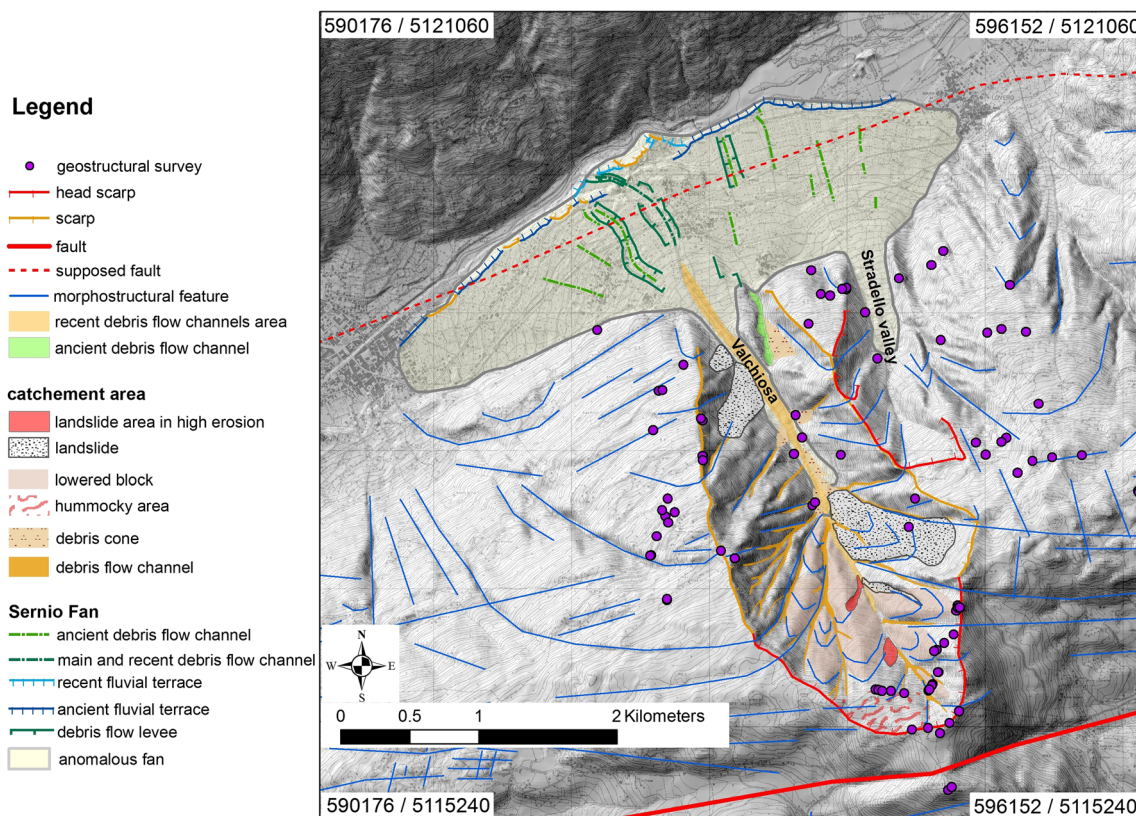 590176 / 5121060
596152 / 5121060
Legend
geostructural survey
head scarp
scarp
fault
supposed fault
morphostructural feature
recent debris flow channels area
ancient debris flow channel
catchement area
landslide area in high erosion
landslide
lowered block
hummocky area
debris cone
debris flow channel
Sernio Fan
ancient debris flow channel
main and recent debris flow channel
recent fluvial terrace
ancient fluvial terrace
debris flow levee
anomalous fan
Stradello valley
Valchiosa
N
W E
S
0 0.5 1 2 Kilometers
590176 / 5115240
596152 / 5115240